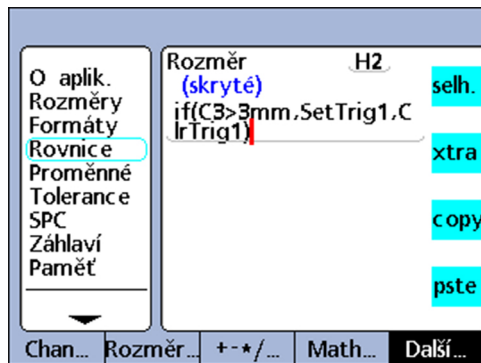 O aplik.
Rozměry
Formáty
Rovnice
Proměnné
Tolerance
SPC
Záhlaví
Paměť
Rozměr H2
(skryté)
if(C3>3mm,SetTrig1,C
lrTrig1)
selh.
xtra
copy
pste
Chan... Rozměr... +-*/... Math... Další...